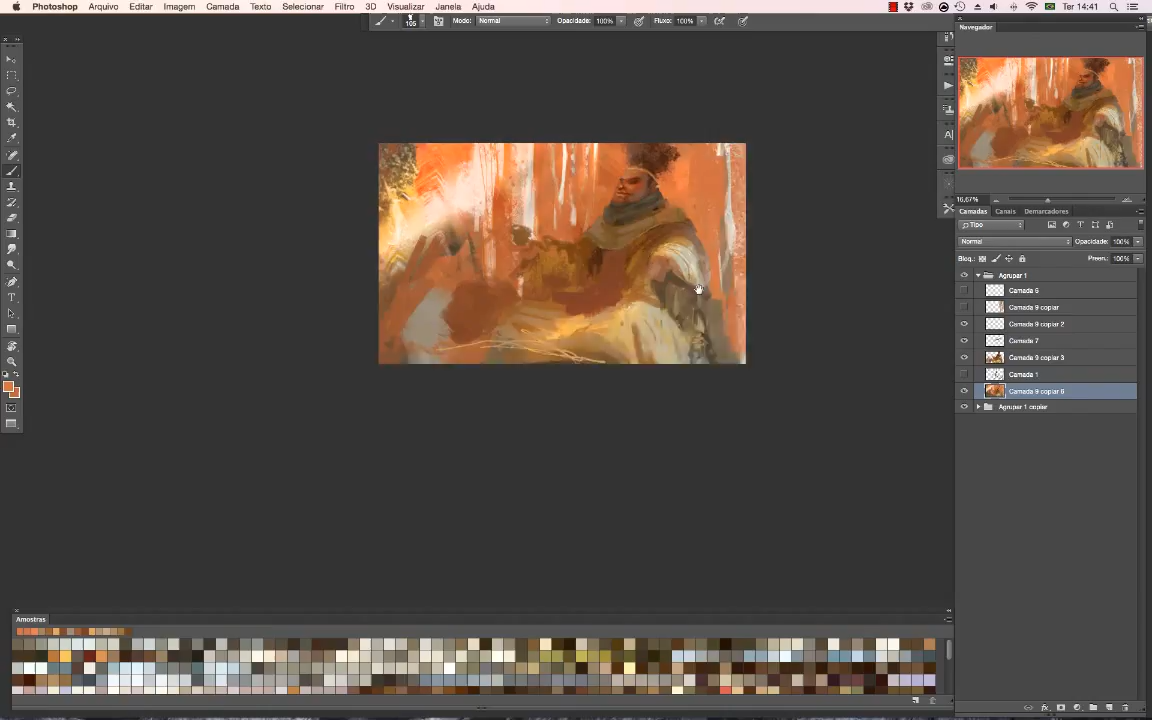 Photoshop Arquivo Editar Imagem Camada Texto Selecionar Filtro 3D Visualizar Janela Ajuda Ter 14:41
105 Modo: Normal Opacidade: 100% Fluxo: 100%
Navegador
16,67%
Camadas Canais Demarcadores
Tipo
Normal Opacidade: 100%
Bloq.: Preen.: 100%
Agrupar 1
Camada 6
Camada 9 copiar
Camada 9 copiar 2
Camada 7
Camada 9 copiar 3
Camada 1
Camada 9 copiar 6
Agrupar 1 copiar
Amostras